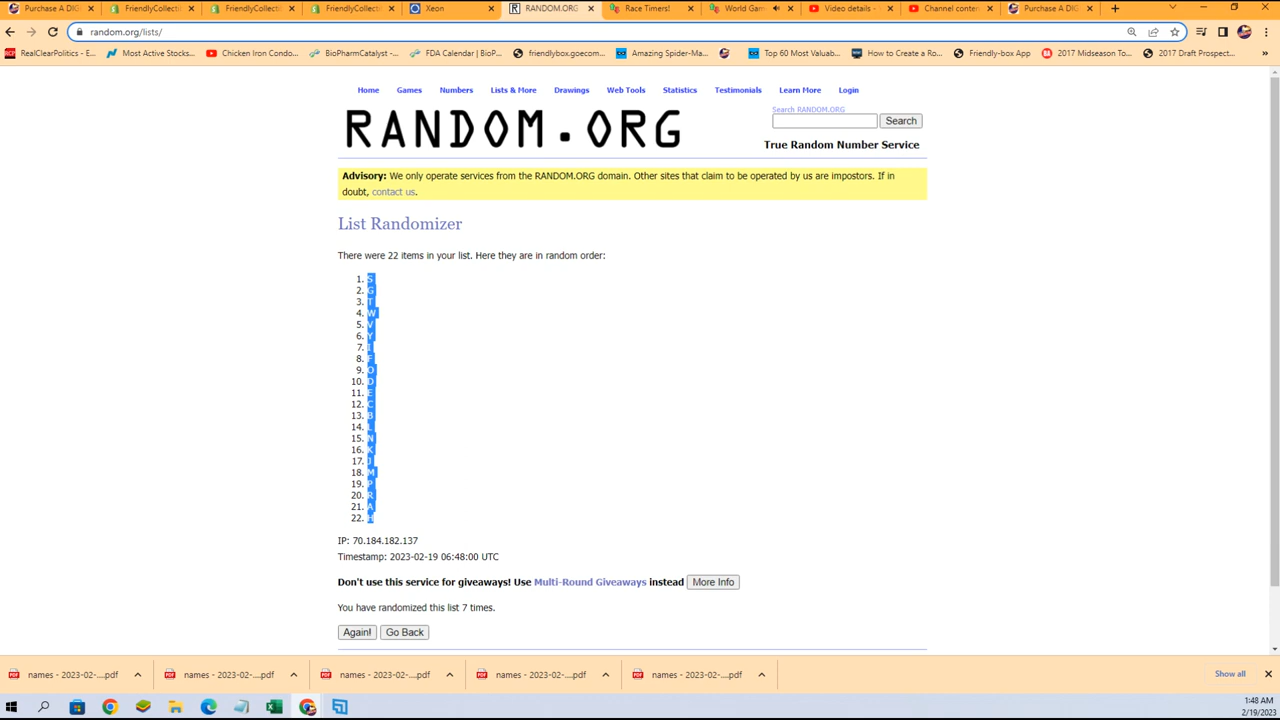 Purchase A DIG
FriendlyCollecti
FriendlyCollecti
FriendlyCollecti
Xeon
RANDOM.ORG
Race Timers!
World Gam
Video details -
Channel conten
Purchase A DIG
random.org/lists/
RealClearPolitics - E...
Most Active Stocks...
Chicken Iron Condo...
BioPharmCatalyst -...
FDA Calendar | BioP...
friendlybox.goecom...
Amazing Spider-Ma...
Top 60 Most Valuab...
How to Create a Ro...
Friendly-box App
2017 Midseason To...
2017 Draft Prospect...
Home Games Numbers Lists & More Drawings Web Tools Statistics Testimonials Learn More Login
RANDOM.ORG
Search RANDOM.ORG
Search
True Random Number Service
Advisory: We only operate services from the RANDOM.ORG domain. Other sites that claim to be operated by us are impostors. If in
doubt, contact us.
List Randomizer
There were 22 items in your list. Here they are in random order:
1. S
2. G
3. T
4. W
5. V
6. Y
7. I
8. F
9. O
10. D
11. E
12. C
13. B
14. L
15. N
16. K
17. J
18. M
19. P
20. R
21. A
22. H
IP: 70.184.182.137
Timestamp: 2023-02-19 06:48:00 UTC
Don't use this service for giveaways! Use Multi-Round Giveaways instead More Info
You have randomized this list 7 times.
Again! Go Back
names - 2023-02-....pdf
names - 2023-02-....pdf
names - 2023-02-....pdf
names - 2023-02-....pdf
names - 2023-02-....pdf
Show all
1:48 AM
2/19/2023